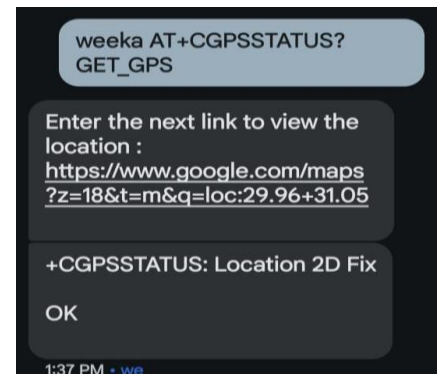 weeka AT+CGPSSTATUS?
GET_GPS
Enter the next link to view the
location :
https://www.google.com/maps
?z=18&t=m&q=loc:29.96+31.05
+CGPSSTATUS: Location 2D Fix
OK
1:37 PM • we